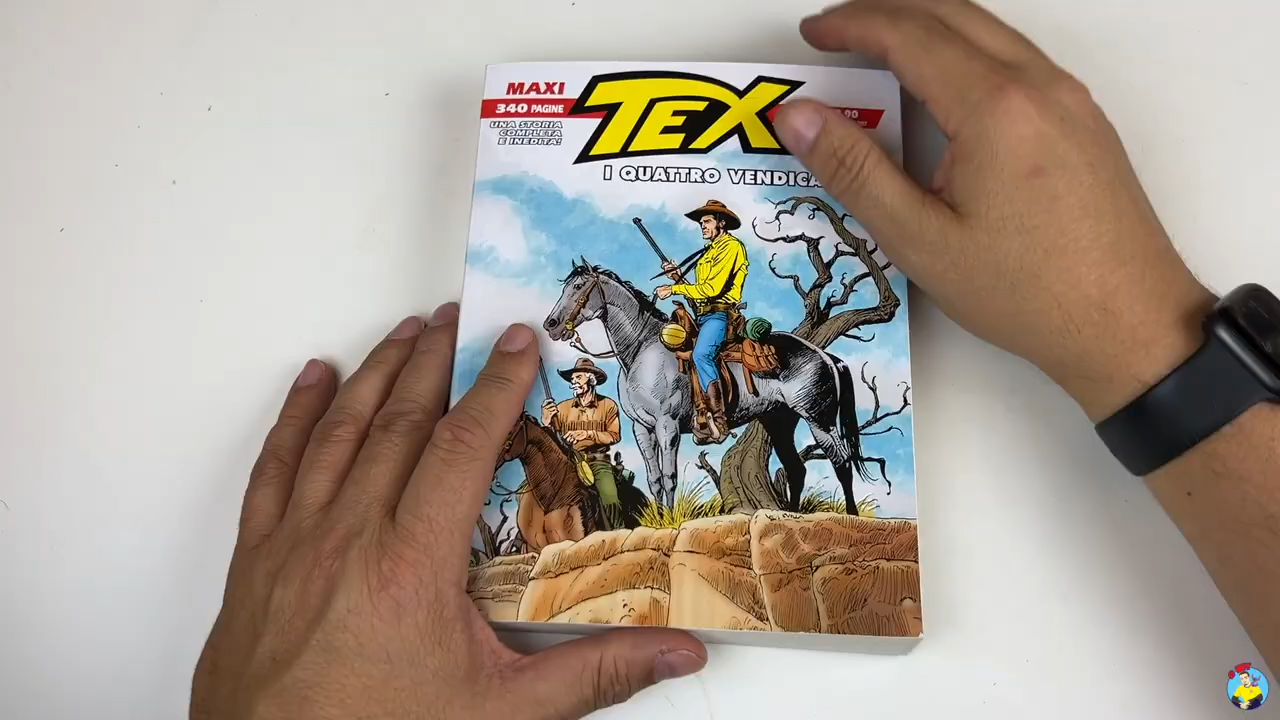 MAXI
340 PAGINE
UNA STORIA
COMPLETA
E INEDITA!
TEX
I QUATTRO VENDICA